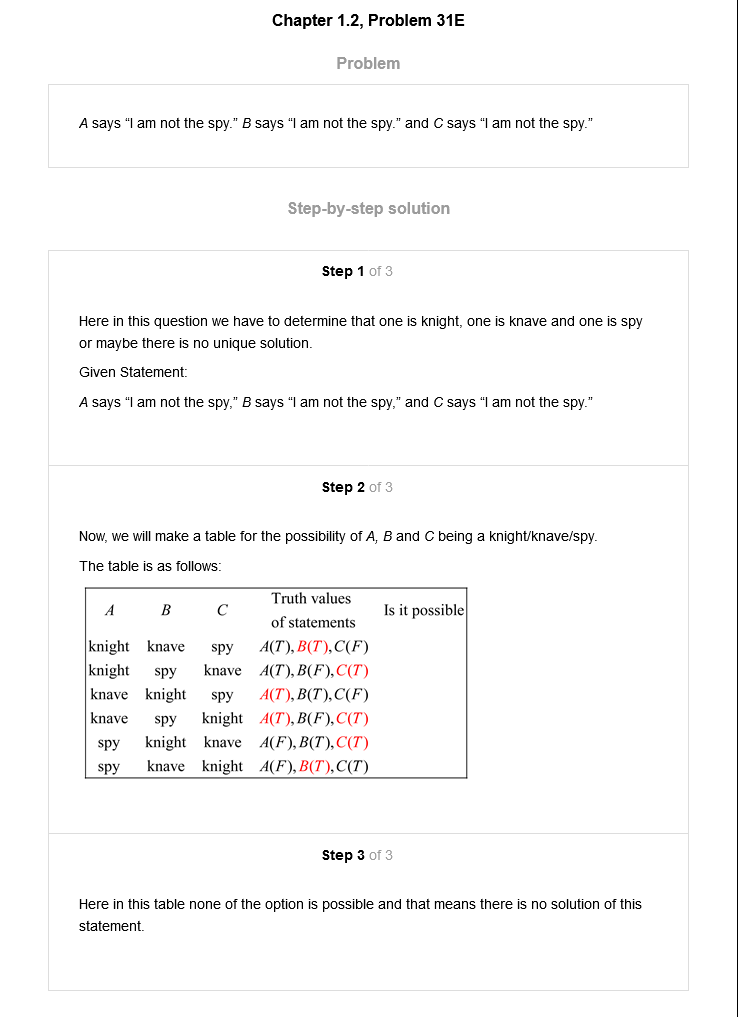 Chapter 1.2, Problem 31E
Problem
A says “I am not the spy.” B says “I am not the spy.” and C says “I am not the spy.”
Step-by-step solution
Step 1 of 3
Here in this question we have to determine that one is knight, one is knave and one is spy
or maybe there is no unique solution.
Given Statement:
A says “I am not the spy,” B says “I am not the spy,” and C says “I am not the spy.”
Step 2 of 3
Now, we will make a table for the possibility of A, B and C being a knight/knave/spy.
The table is as follows:
A B C Truth values of statements Is it possible
knight knave spy A(T), B(T), C(F)
knight spy knave A(T), B(F), C(T)
knave knight spy A(T), B(T), C(F)
knave spy knight A(T), B(F), C(T)
spy knight knave A(F), B(T), C(T)
spy knave knight A(F), B(T), C(T)
Step 3 of 3
Here in this table none of the option is possible and that means there is no solution of this
statement.